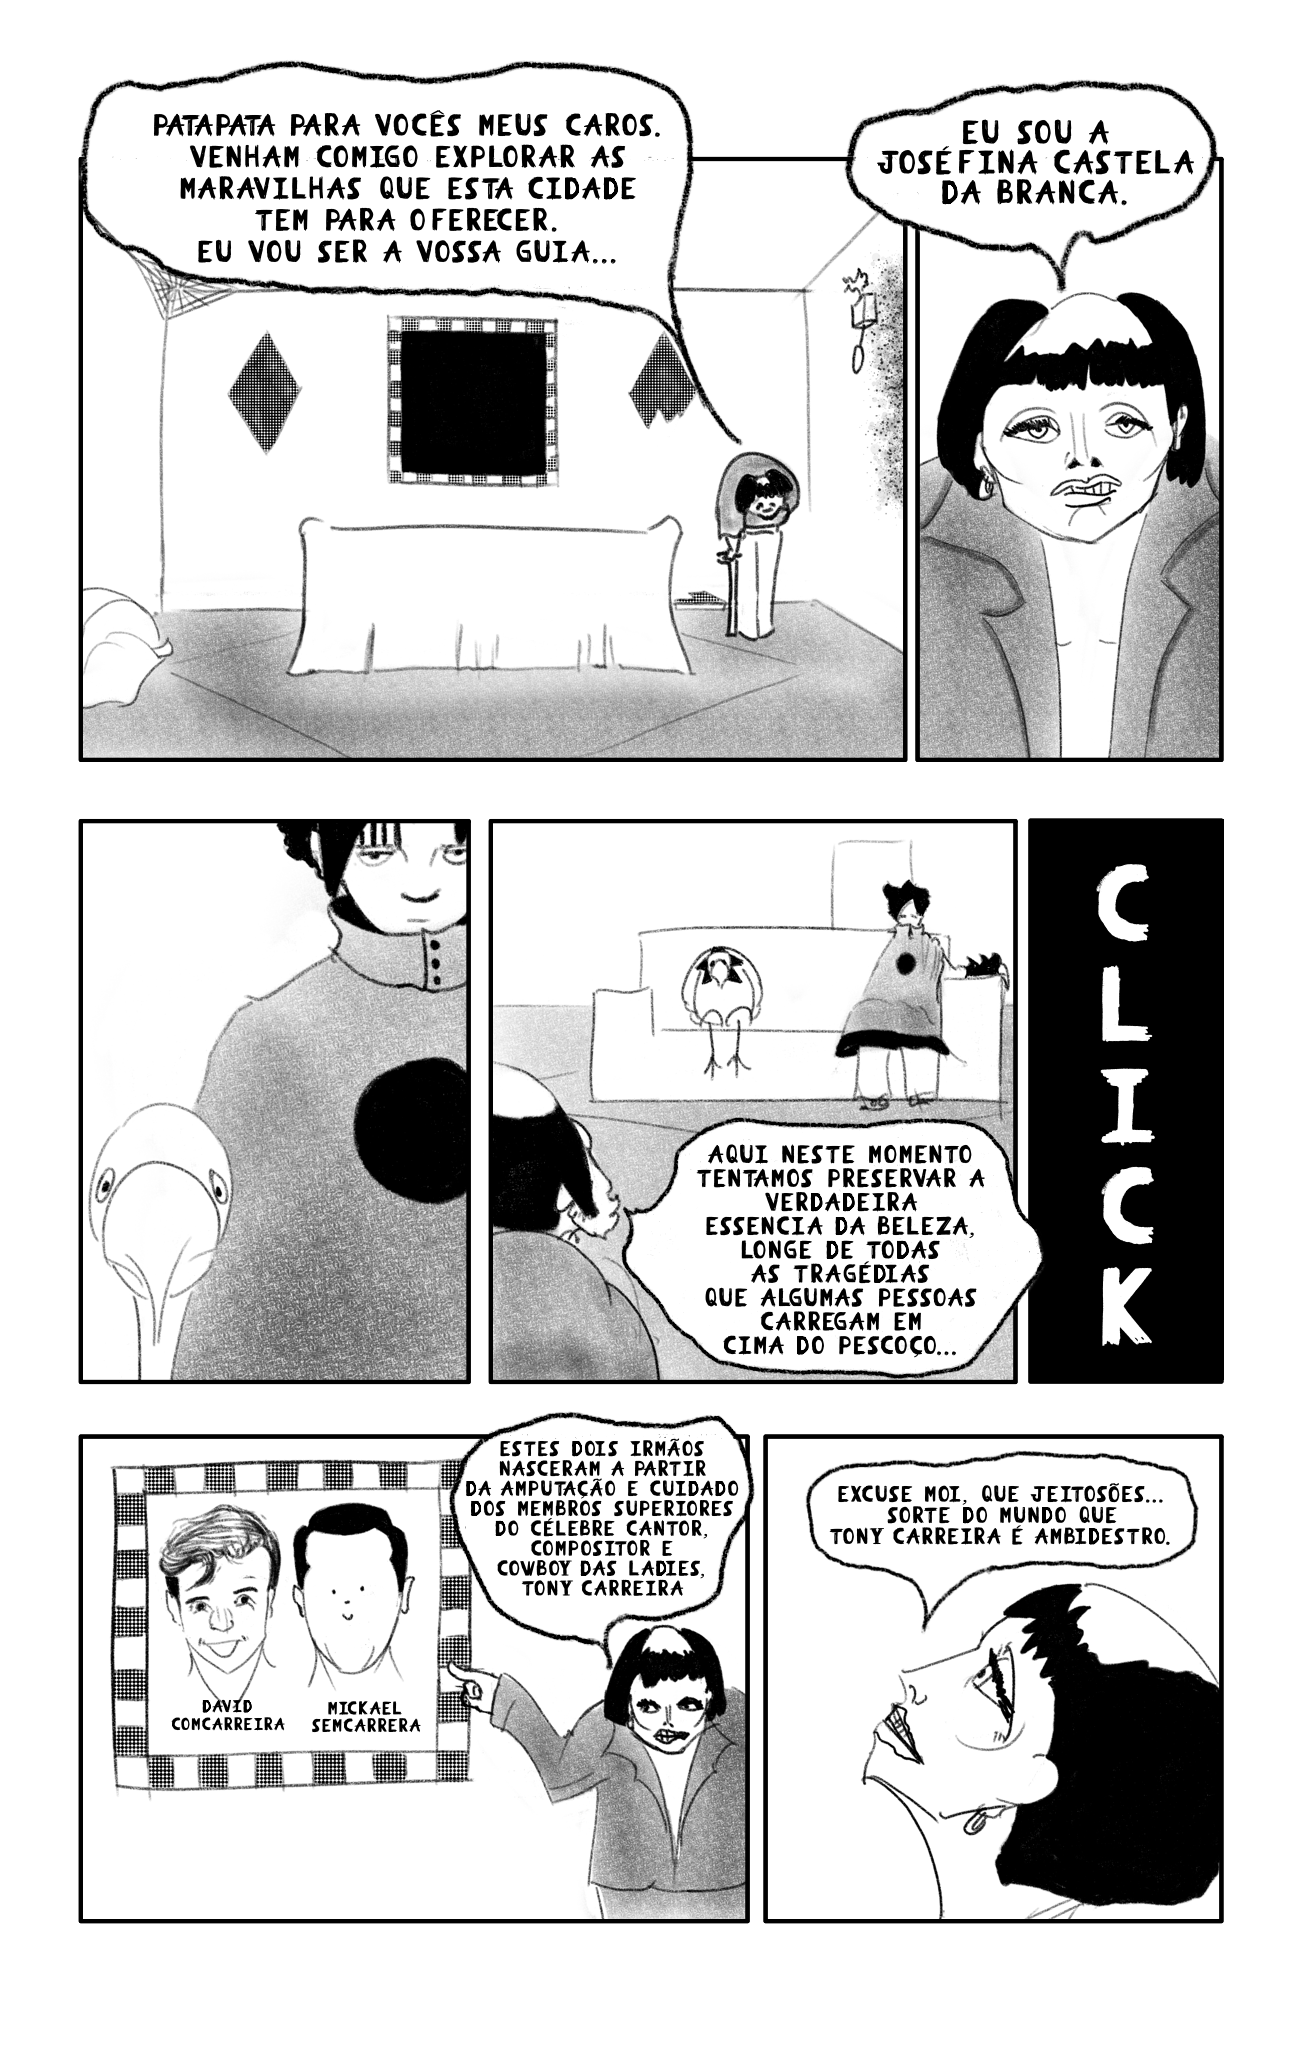 PATAPATA PARA VOCÊS MEUS CAROS.
VENHAM COMIGO EXPLORAR AS
MARAVILHAS QUE ESTA CIDADE
TEM PARA OFERECER.
EU VOU SER A VOSSA GUIA...
EU SOU A
JOSÉFINA CASTELA
DA BRANCA.
AQUI NESTE MOMENTO
TENTAMOS PRESERVAR A
VERDADEIRA
ESSENCIA DA BELEZA,
LONGE DE TODAS
AS TRAGÉDIAS
QUE ALGUMAS PESSOAS
CARREGAM EM
CIMA DO PESCOÇO...
CLICK
ESTES DOIS IRMÃOS
NASCERAM A PARTIR
DA AMPUTAÇÃO E CUIDADO
DOS MEMBROS SUPERIORES
DO CÉLEBRE CANTOR,
COMPOSITOR E
COWBOY DAS LADIES,
TONY CARREIRA
DAVID
COMCARREIRA
MICKAEL
SEMCARRERA
EXCUSE MOI, QUE JEITOSÕES...
SORTE DO MUNDO QUE
TONY CARREIRA É AMBIDESTRO.